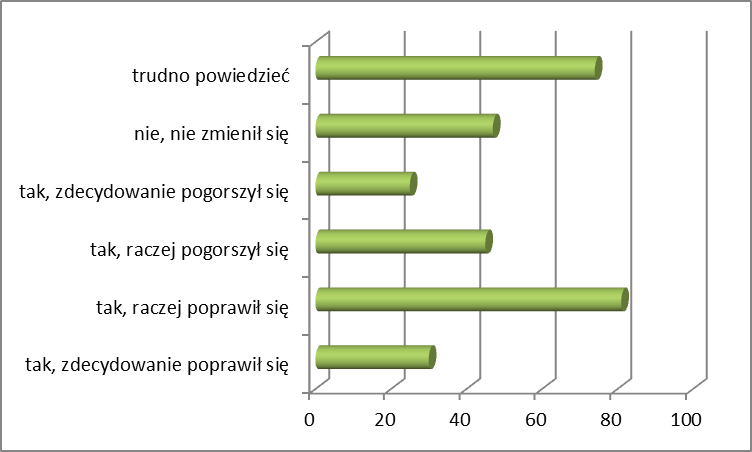 trudno powiedzieć
nie, nie zmienił się
tak, zdecydowanie pogorszył się
tak, raczej pogorszył się
tak, raczej poprawił się
tak, zdecydowanie poprawił się
0 20 40 60 80 100